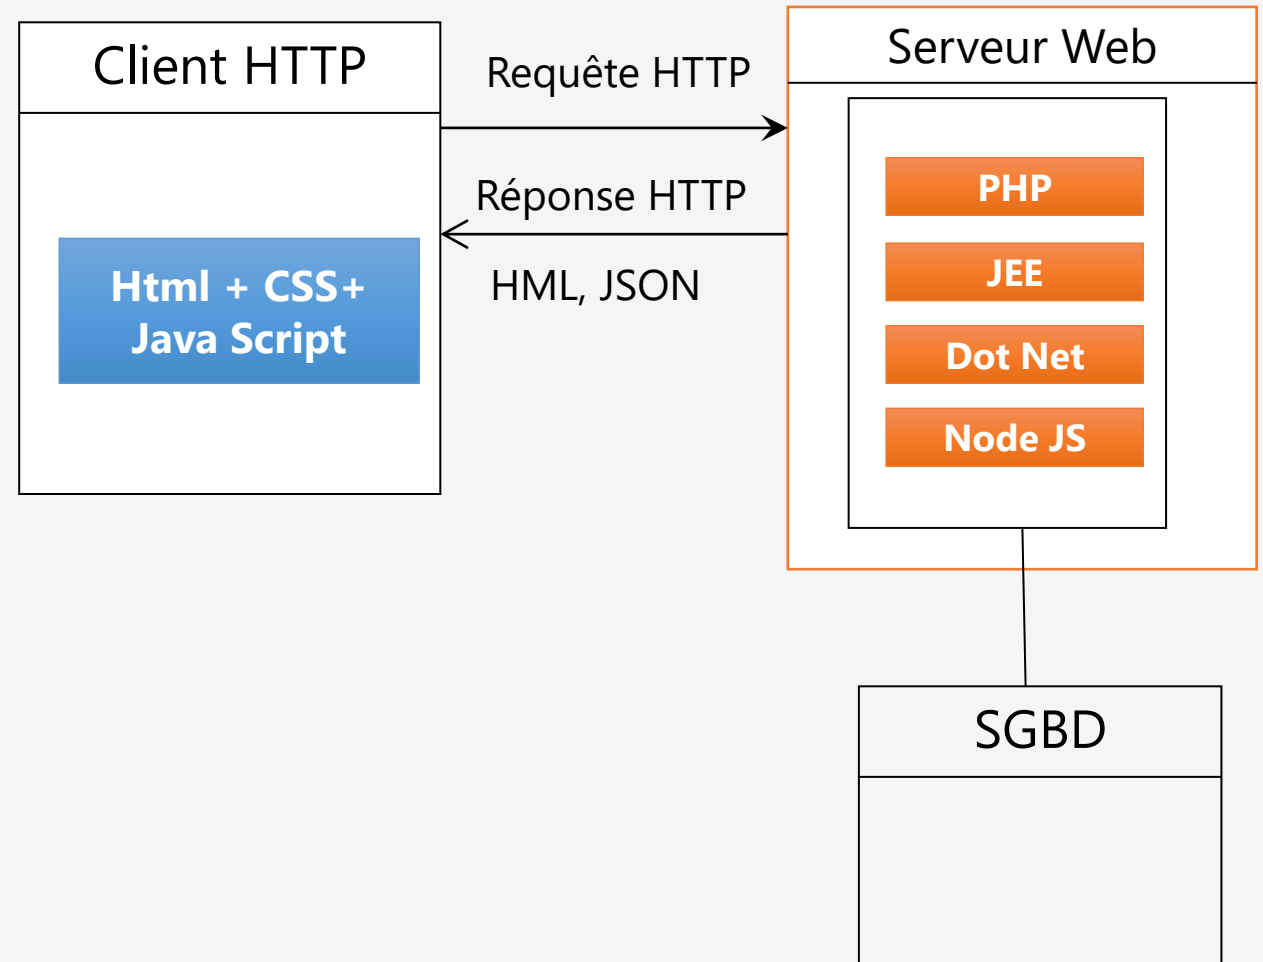 Client HTTP
Requête HTTP
Serveur Web
Réponse HTTP
HML, JSON
Html + CSS+
Java Script
PHP
JEE
Dot Net
Node JS
SGBD